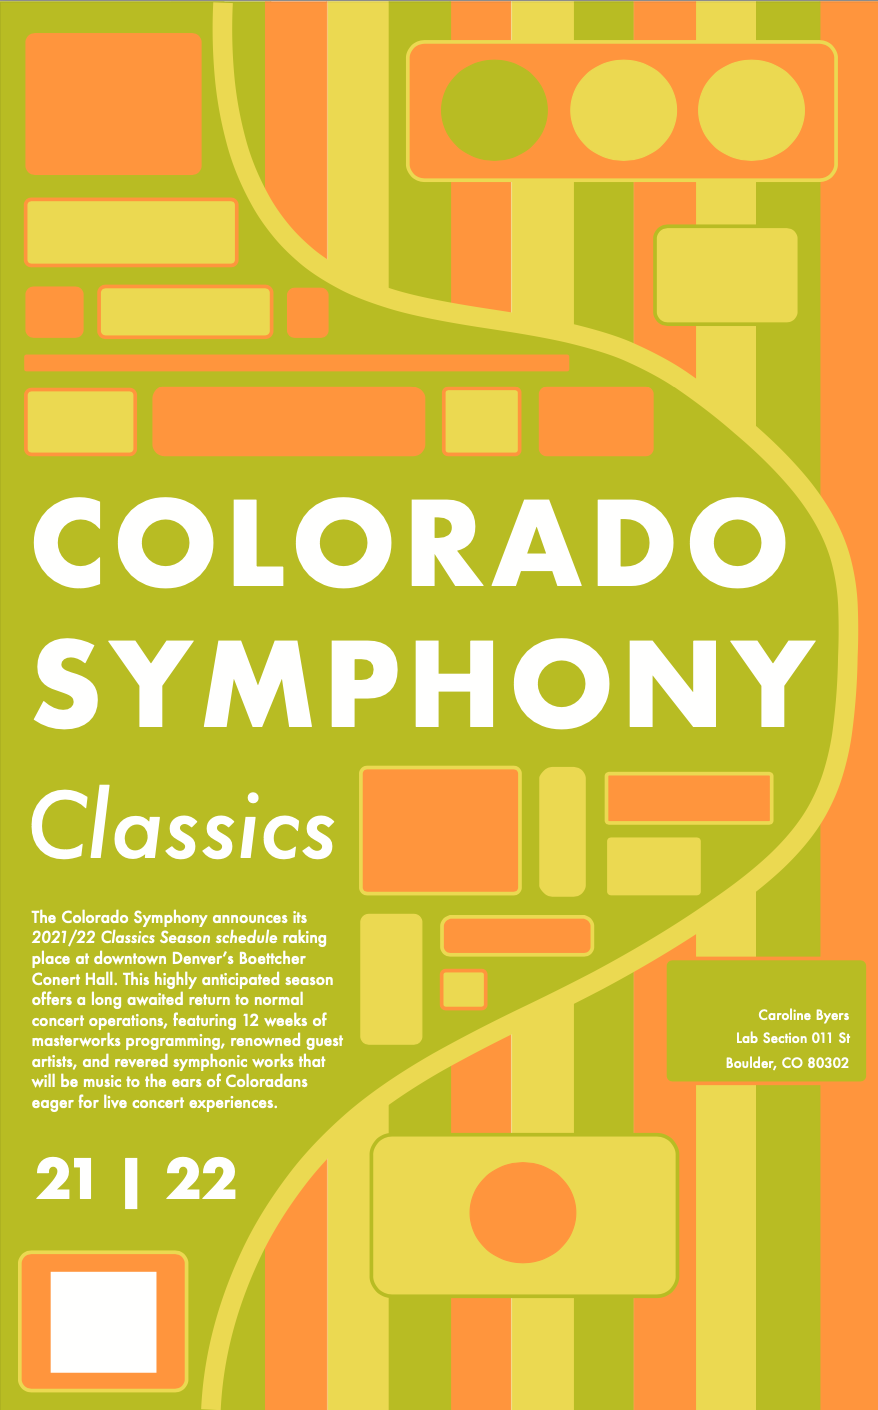 COLORADO
SYMPHONY
Classics
The Colorado Symphony announces its
2021/22 Classics Season schedule raking
place at downtown Denver's Boettcher
Conert Hall. This highly anticipated season
offers a long awaited return to normal
concert operations, featuring 12 weeks of
masterworks programming, renowned guest
artists, and revered symphonic works that
will be music to the ears of Coloradans
eager for live concert experiences.
Caroline Byers
Lab Section 011 St
Boulder, CO 80302
21 | 22